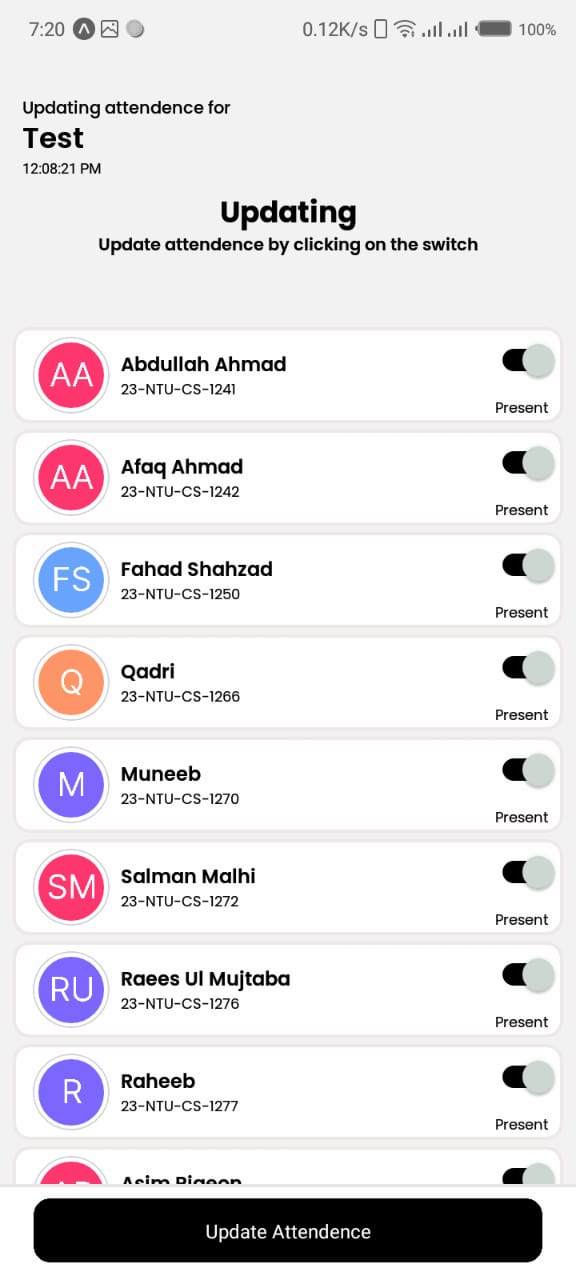 7:20 0.12K/s 100%
Updating attendence for
Test
12:08:21 PM
Updating
Update attendence by clicking on the switch
AA Abdullah Ahmad
23-NTU-CS-1241
Present
AA Afaq Ahmad
23-NTU-CS-1242
Present
FS Fahad Shahzad
23-NTU-CS-1250
Present
Q Qadri
23-NTU-CS-1266
Present
M Muneeb
23-NTU-CS-1270
Present
SM Salman Malhi
23-NTU-CS-1272
Present
RU Raees Ul Mujtaba
23-NTU-CS-1276
Present
R Raheeb
23-NTU-CS-1277
Present
Asim
Update Attendence